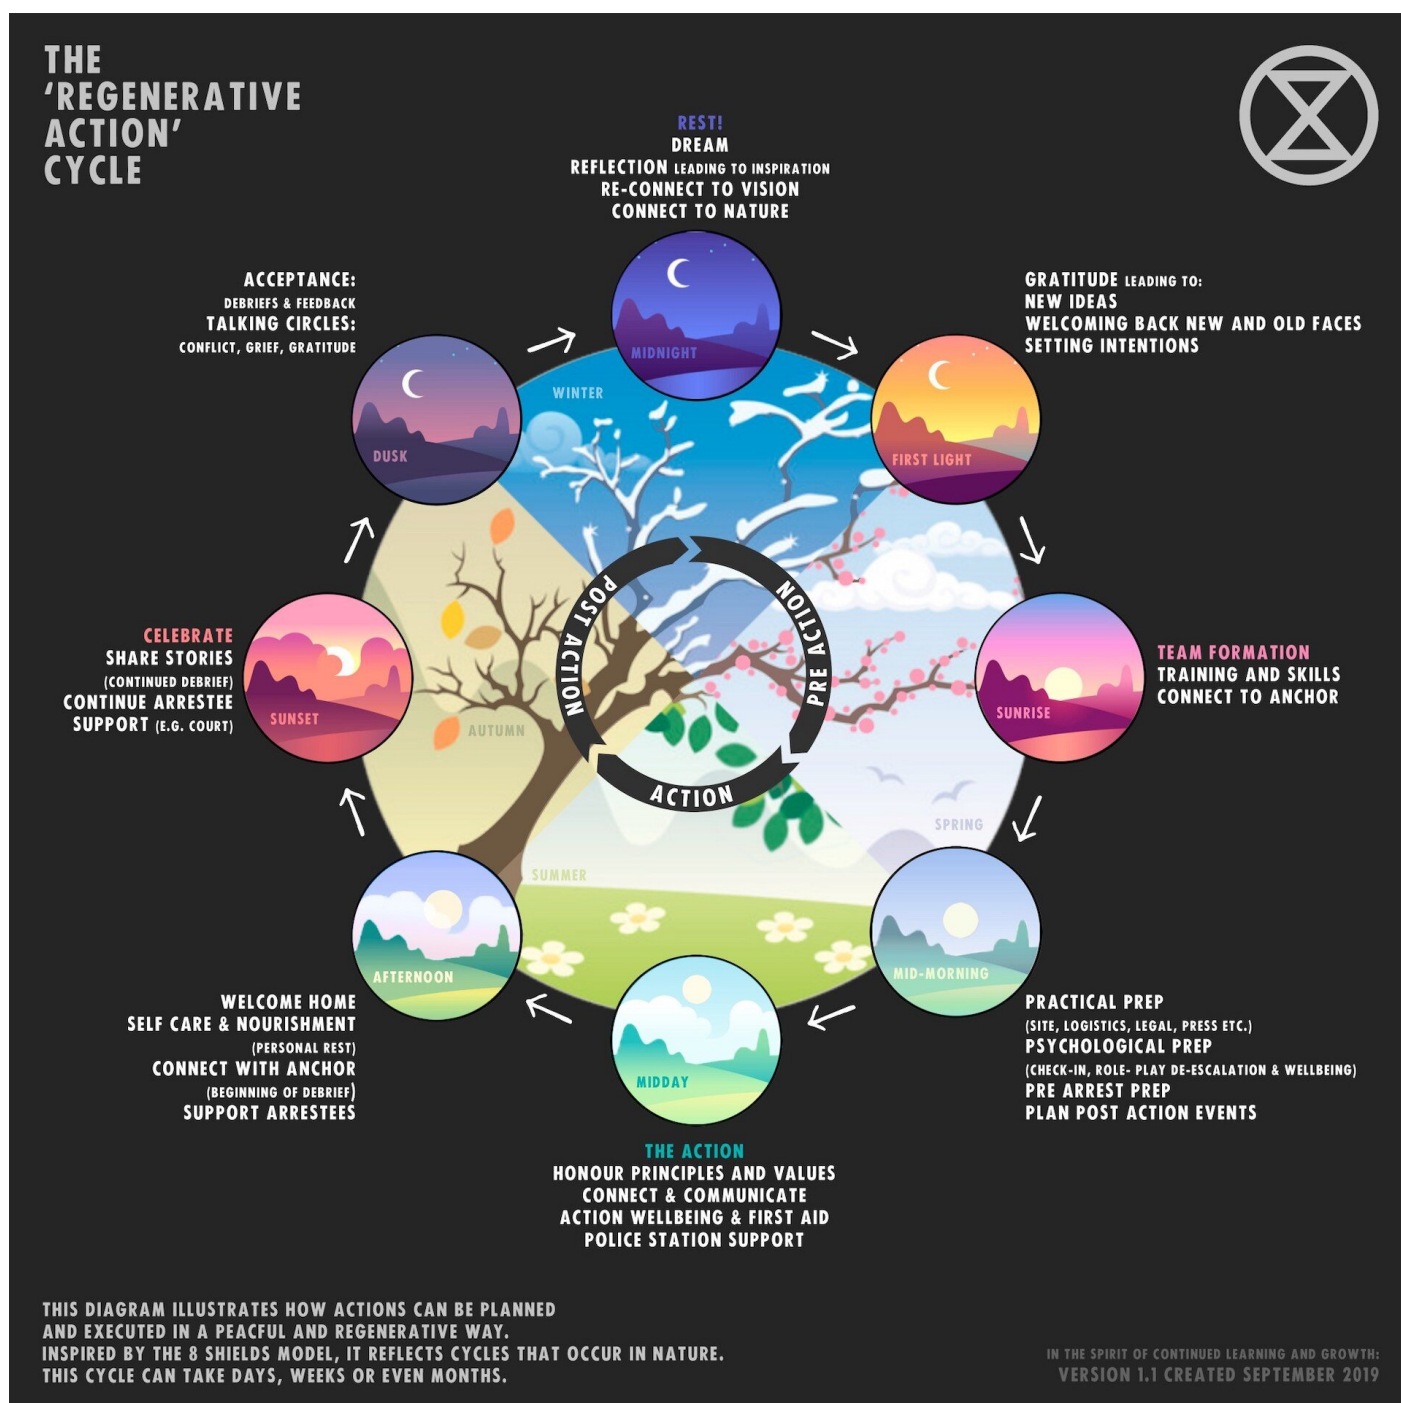 THE
‘REGENERATIVE
ACTION’
CYCLE
REST!
DREAM
REFLECTION LEADING TO INSPIRATION
RE-CONNECT TO VISION
CONNECT TO NATURE
MIDNIGHT
GRATITUDE LEADING TO:
NEW IDEAS
WELCOMING BACK NEW AND OLD FACES
SETTING INTENTIONS
FIRST LIGHT
TEAM FORMATION
TRAINING AND SKILLS
CONNECT TO ANCHOR
SUNRISE
PRACTICAL PREP
(SITE, LOGISTICS, LEGAL, PRESS ETC.)
PSYCHOLOGICAL PREP
(CHECK-IN, ROLE- PLAY DE-ESCALATION & WELLBEING)
PRE ARREST PREP
PLAN POST ACTION EVENTS
MID-MORNING
MIDDAY
THE ACTION
HONOUR PRINCIPLES AND VALUES
CONNECT & COMMUNICATE
ACTION WELLBEING & FIRST AID
POLICE STATION SUPPORT
AFTERNOON
WELCOME HOME
SELF CARE & NOURISHMENT
(PERSONAL REST)
CONNECT WITH ANCHOR
(BEGINNING OF DEBRIEF)
SUPPORT ARRESTEES
CELEBRATE
SHARE STORIES
(CONTINUED DEBRIEF)
CONTINUE ARRESTEE
SUPPORT (E.G. COURT)
SUNSET
ACCEPTANCE:
DEBRIEFS & FEEDBACK
TALKING CIRCLES:
CONFLICT, GRIEF, GRATITUDE
DUSK
WINTER
SPRING
SUMMER
AUTUMN
PRE ACTION
ACTION
POST ACTION
THIS DIAGRAM ILLUSTRATES HOW ACTIONS CAN BE PLANNED
AND EXECUTED IN A PEACFUL AND REGENERATIVE WAY.
INSPIRED BY THE 8 SHIELDS MODEL, IT REFLECTS CYCLES THAT OCCUR IN NATURE.
THIS CYCLE CAN TAKE DAYS, WEEKS OR EVEN MONTHS.
IN THE SPIRIT OF CONTINUED LEARNING AND GROWTH:
VERSION 1.1 CREATED SEPTEMBER 2019